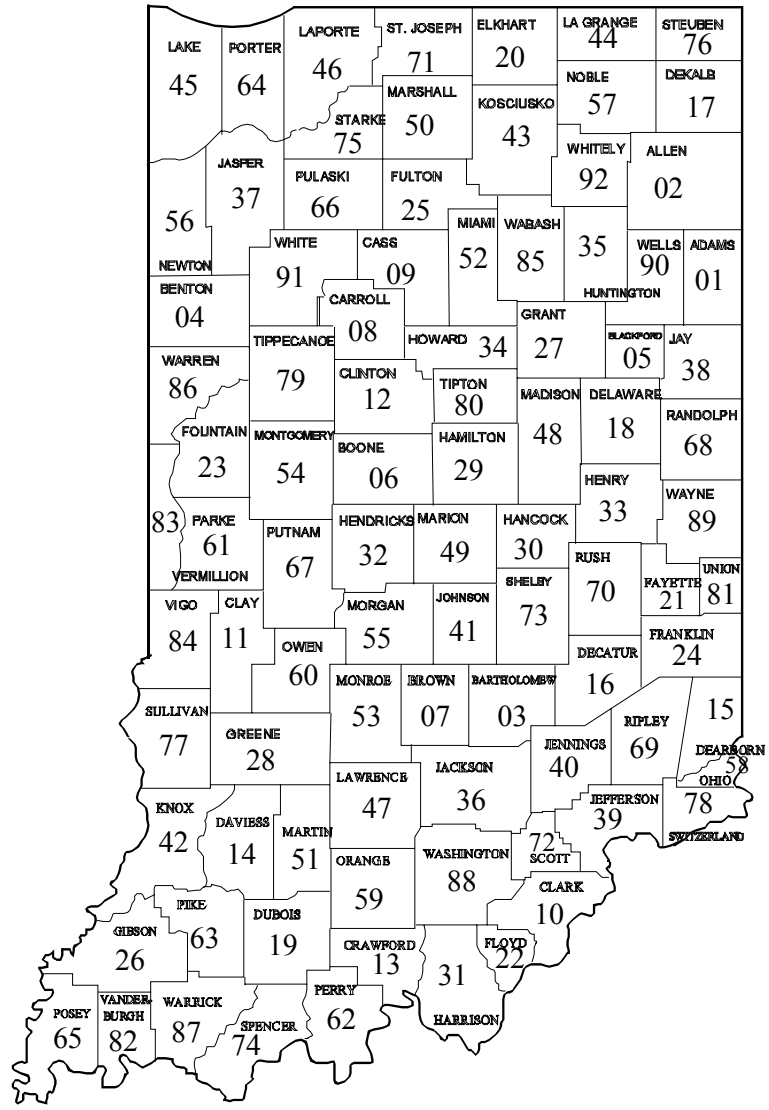 LAKE
45
PORTER
64
LAPORTE
46
ST. JOSEPH
71
ELKHART
20
LA GRANGE
44
STEUBEN
76
NOBLE
57
DEKALB
17
MARSHALL
50
KOSCIUSKO
43
STARKE
75
WHITELY
92
ALLEN
02
JASPER
37
PULASKI
66
FULTON
25
56
NEWTON
WHITE
91
CASS
09
MIAMI
52
WABASH
85
35
HUNTINGTON
WELLS
90
ADAMS
01
BENTON
04
CARROLL
08
HOWARD 34
GRANT
27
BLACKFORD
05
JAY
38
WARREN
86
TIPPECANOE
79
CLINTON
12
TIPTON
80
MADISON
48
DELAWARE
18
RANDOLPH
68
FOUNTAIN
23
MONTGOMERY
54
BOONE
06
HAMILTON
29
HENRY
33
WAYNE
89
83
VERMILLION
PARKE
61
PUTNAM
67
HENDRICKS
32
MARION
49
HANCOCK
30
RUSH
70
FAYETTE
21
UNION
81
VIGO
84
CLAY
11
MORGAN
55
JOHNSON
41
SHELBY
73
FRANKLIN
24
OWEN
60
DECATUR
16
MONROE
53
BROWN
07
BARTHOLOMEW
03
SULLIVAN
77
GREENE
28
JENNINGS
40
RIPLEY
69
15
DEARBORN
58
OHIO
LAWRENCE
47
JACKSON
36
78
SWITZERLAND
JEFFERSON
39
KNOX
42
DAVIESS
14
MARTIN
51
ORANGE
59
WASHINGTON
88
72
SCOTT
CLARK
10
PIKE
63
DUBOIS
19
GIBSON
26
CRAWFORD
13
31
HARRISON
FLOYD
22
POSEY
65
VANDER-
BURGH
82
WARRICK
87
SPENCER
74
PERRY
62